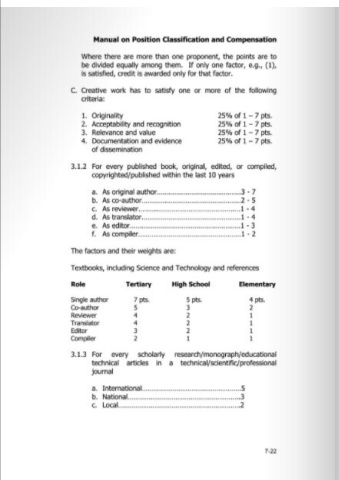 Manual on Position Classification and Compensation
Where there are more than one proponent, the points are to
be divided equally among them. If only one factor, e.g., (1),
is satisfied, credit is awarded only for that factor.
C. Creative work has to satisfy one or more of the following
criteria:
1. Originality 25% of 1 – 7 pts.
2. Acceptability and recognition 25% of 1 – 7 pts.
3. Relevance and value 25% of 1 – 7 pts.
4. Documentation and evidence 25% of 1 – 7 pts.
of dissemination
3.1.2 For every published book, original, edited, or compiled,
copyrighted/published within the last 10 years
a. As original author..............................3 - 7
b. As co-author....................................2 - 5
c. As reviewer.....................................1 - 4
d. As translator...................................1 - 4
e. As editor.......................................1 - 3
f. As compiler.....................................1 - 2
The factors and their weights are:
Textbooks, including Science and Technology and references
Role Tertiary High School Elementary
Single author 7 pts. 5 pts. 4 pts.
Co-author 5 3 2
Reviewer 4 2 1
Translator 4 2 1
Editor 3 2 1
Compiler 2 1 1
3.1.3 For every scholarly research/monograph/educational
technical articles in a technical/scientific/professional
journal
a. International....................................5
b. National.........................................3
c. Local............................................2
7-22